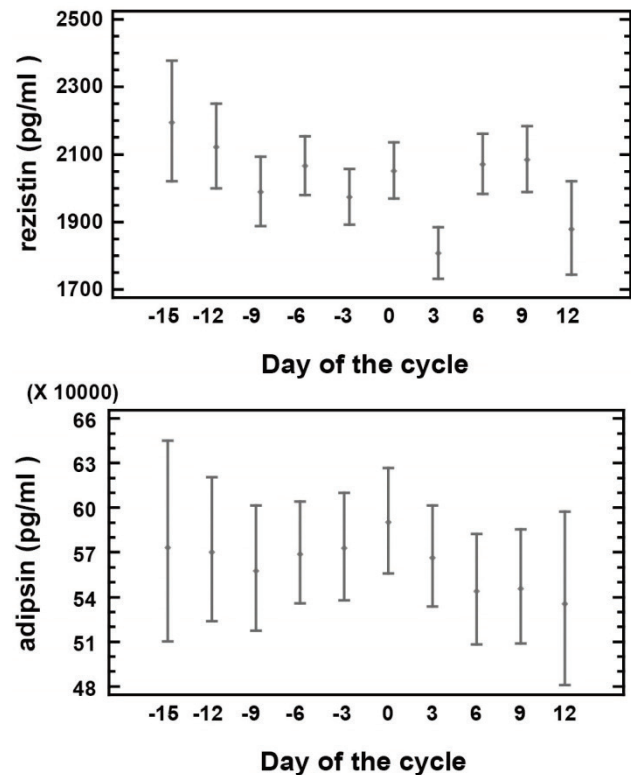 rezistin (pg/ml)
2500
2300
2100
1900
1700
-15 -12 -9 -6 -3 0 3 6 9 12
Day of the cycle
(X 10000)
adipsin (pg/ml )
66
63
60
57
54
51
48
-15 -12 -9 -6 -3 0 3 6 9 12
Day of the cycle